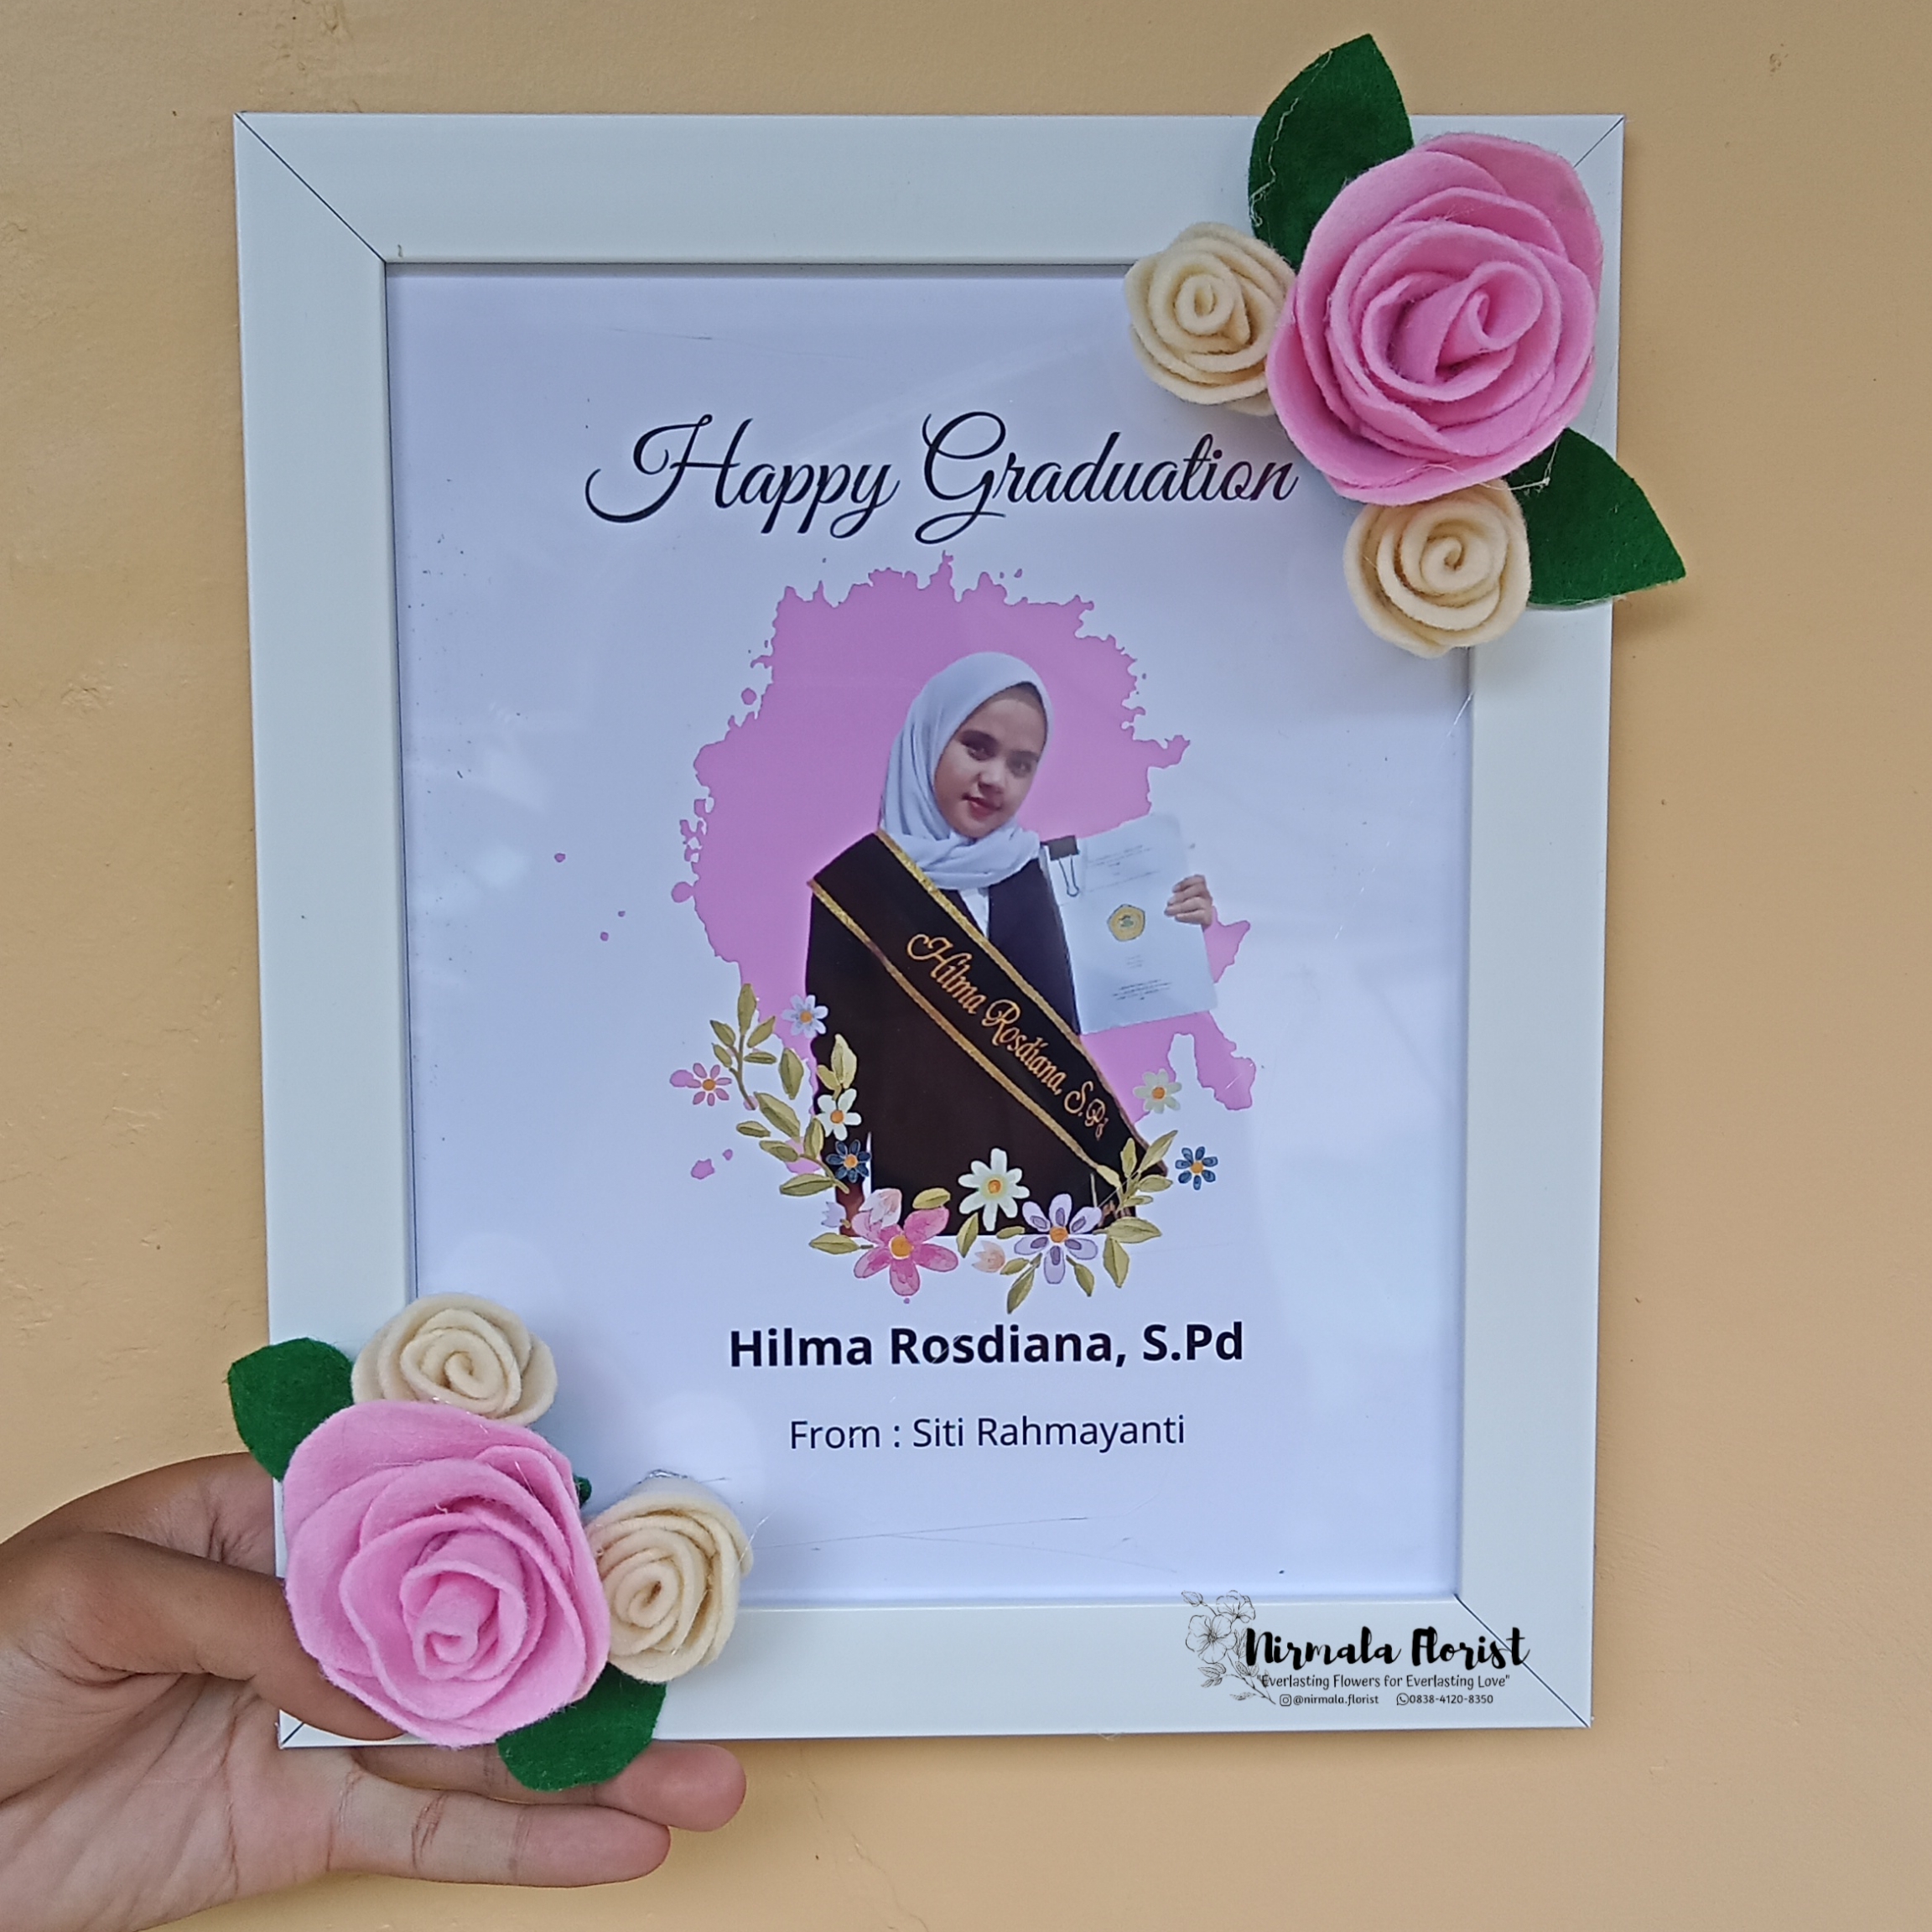 Happy Graduation
Hilma Rosdiana, S.Pd
Hilma Rosdiana, S.Pd
From : Siti Rahmayanti
Nirmala Florist
"Everlasting Flowers for Everlasting Love"
@nirmala.florist 0838-4120-8350